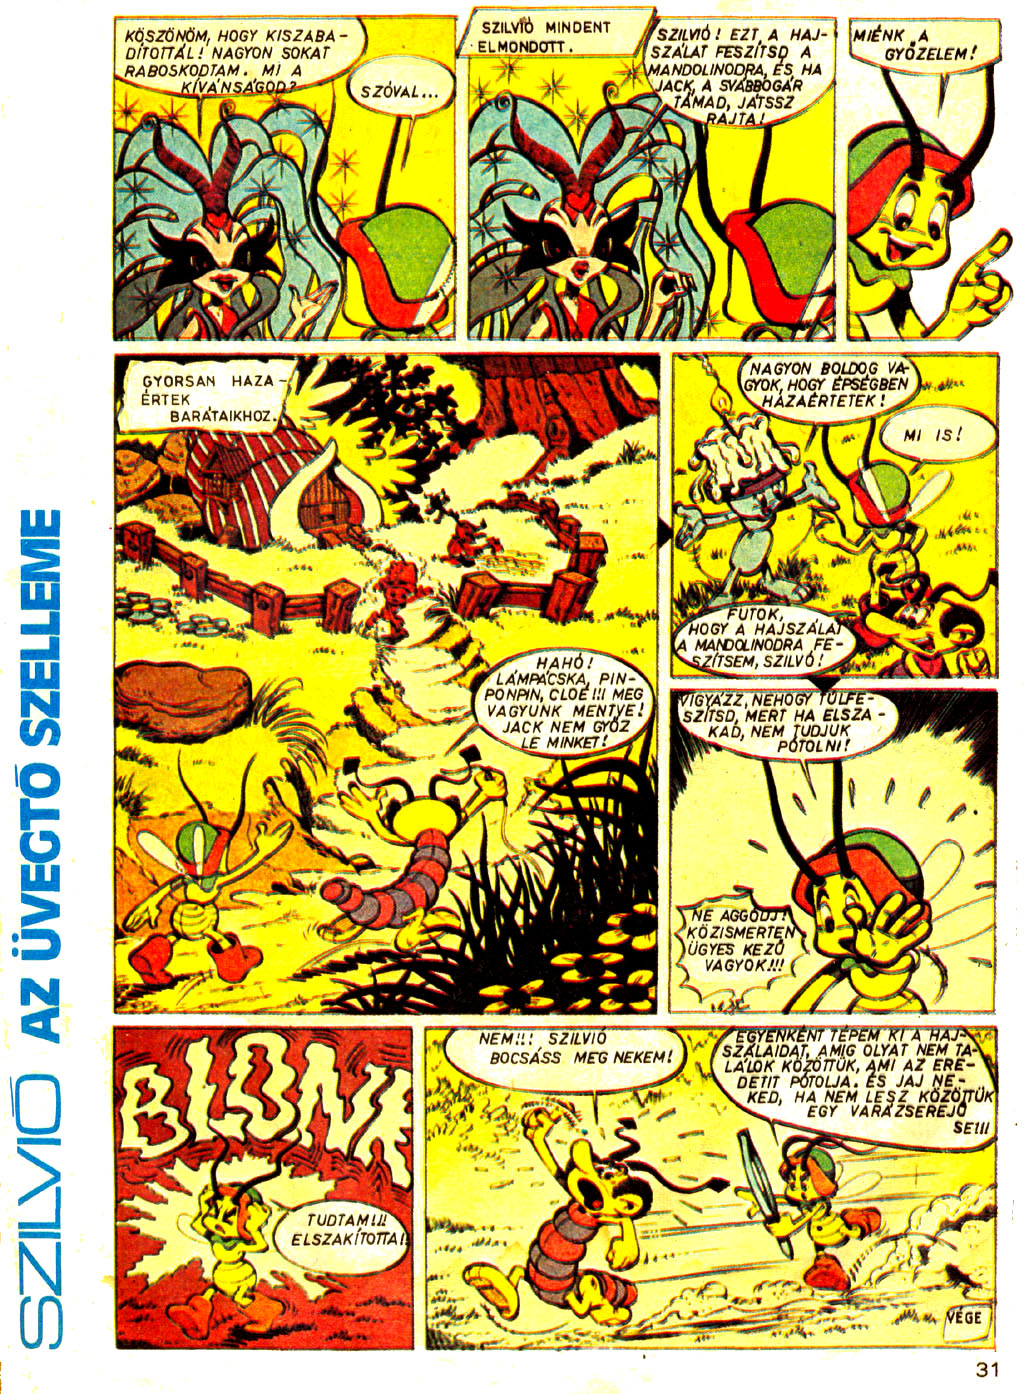 KÖSZÖNÖM, HOGY KISZABA-
DÍTOTTÁL! NAGYON SOKAT
RABOSKODTAM. MI A
KÍVÁNSÁGOD?
SZÓVAL...
SZILVIÓ MINDENT
ELMONDOTT.
SZILVIÓ! EZT A HAJ-
SZÁLAT FESZÍTSD A
MANDOLINODRA, ÉS HA
JACK, A SVÁBBOGÁR
TÁMAD, JÁTSSZ
RAJTA!
MIÉNK A
GYŐZELEM!
GYORSAN HAZA-
ÉRTEK
BARÁTAIKHOZ.
HAHÓ!
LÁMPÁCSKA, PIN-
PONPIN, CLOÉ!!! MEG
VAGYUNK MENTVE!
JACK NEM GYŐZ
LE MINKET!
NAGYON BOLDOG VA-
GYOK, HOGY ÉPSÉGBEN
HAZAÉRTETEK!
MI IS!
FUTOK,
HOGY A HAJSZÁLAT
A MANDOLINODRA FE-
SZÍTSEM, SZILVÓ!
VIGYÁZZ, NEHOGY TÚLFE-
SZÍTSD, MERT HA ELSZA-
KAD, NEM TUDJUK
PÓTOLNI!
NE AGGÓDJ!
KÖZISMERTEN
ÜGYES KEZŰ
VAGYOK!!!
BLONK
TUDTAM!!!
ELSZAKÍTOTTA!
NEM!!! SZILVIÓ
BOCSÁSS MEG NEKEM!
EGYENKÉNT TÉPEM KI A HAJ-
SZÁLAIDAT, AMIG OLYAT NEM TA-
LÁLOK KÖZÖTTÜK, AMI AZ ERE-
DETIT PÓTOLJA. ÉS JAJ NE-
KED, HA NEM LESZ KÖZÖTTÜK
EGY VARÁZSEREJŰ
SE!!!
VÉGE
SZILVIÓ AZ ÜVEGTÓ SZELLEME
31